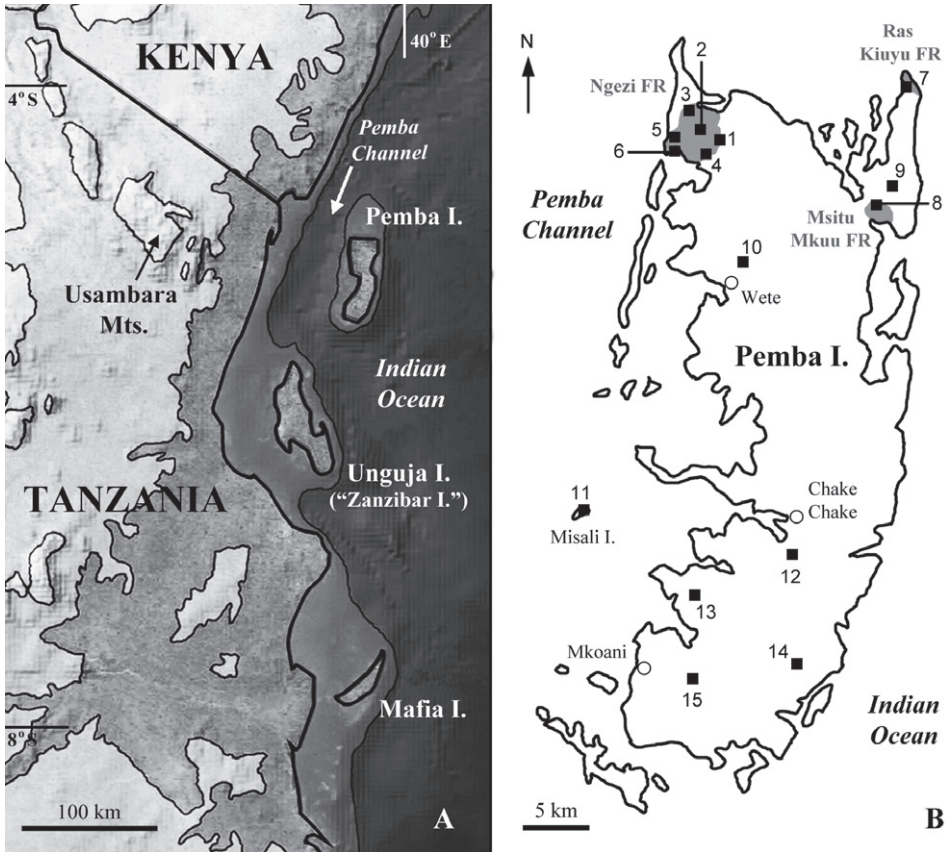 KENYA
40° E
4° S
Pemba
Channel
Pemba I.
Usambara
Mts.
Indian
Ocean
Unguja I.
("Zanzibar I.")
TANZANIA
Mafia I.
8° S
100 km
A
N
Ras
Kiuyu FR
2
7
Ngezi FR
3
5
1
6
4
9
8
Pemba
Channel
Msitu
Mkuu FR
10
Wete
Pemba I.
11
Misali I.
Chake
Chake
12
13
Mkoani
14
15
Indian
Ocean
5 km
B